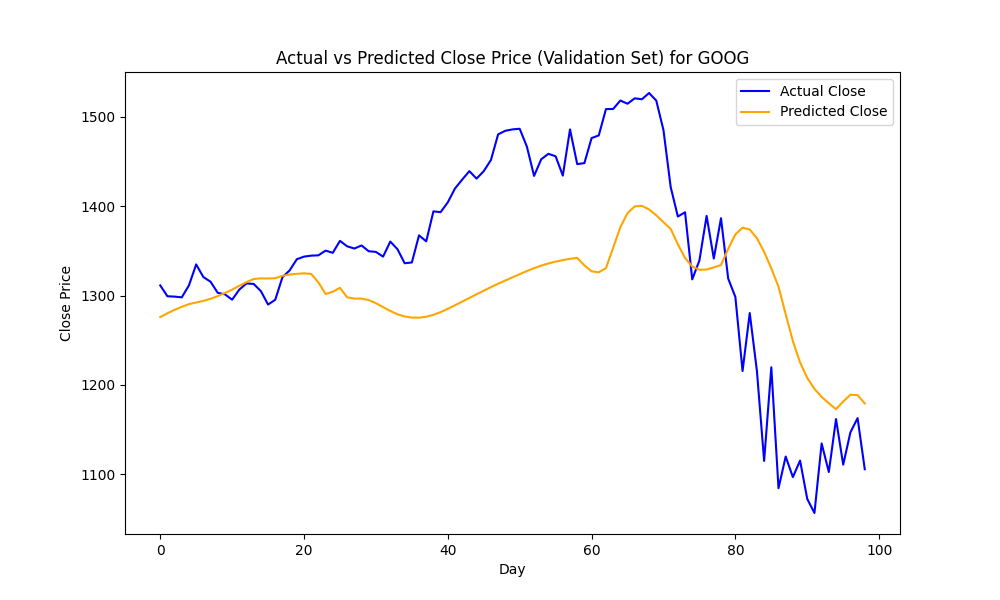 Actual vs Predicted Close Price (Validation Set) for GOOG
Actual Close
Predicted Close
Close Price
1500
1400
1300
1200
1100
0 20 40 60 80 100
Day